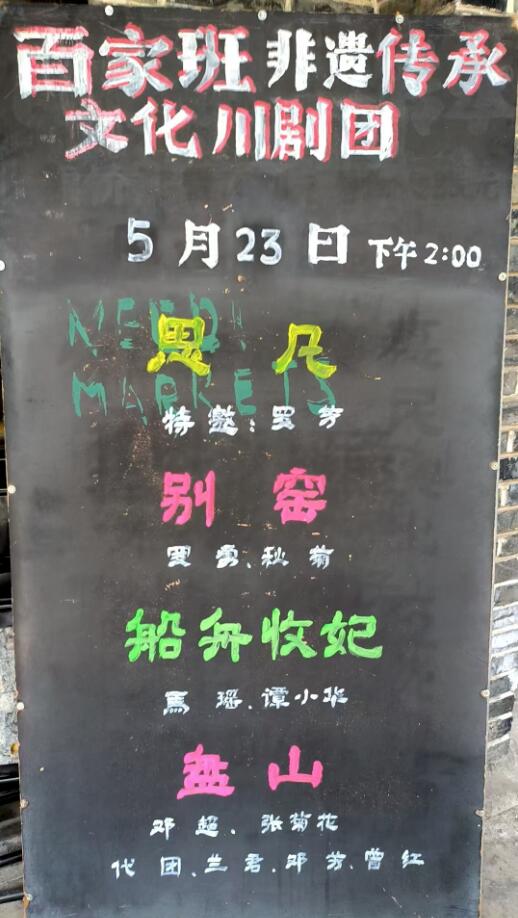 百家班非遗传承
文化川剧团
5月23日 下午2:00
思凡
特邀:罗芳
别窑
罗勇、秋菊
船舟收妃
馬瑶、谭小华
盘山
邓超、张菊花
代团、兰君、邓芳、曾红
MARKETS